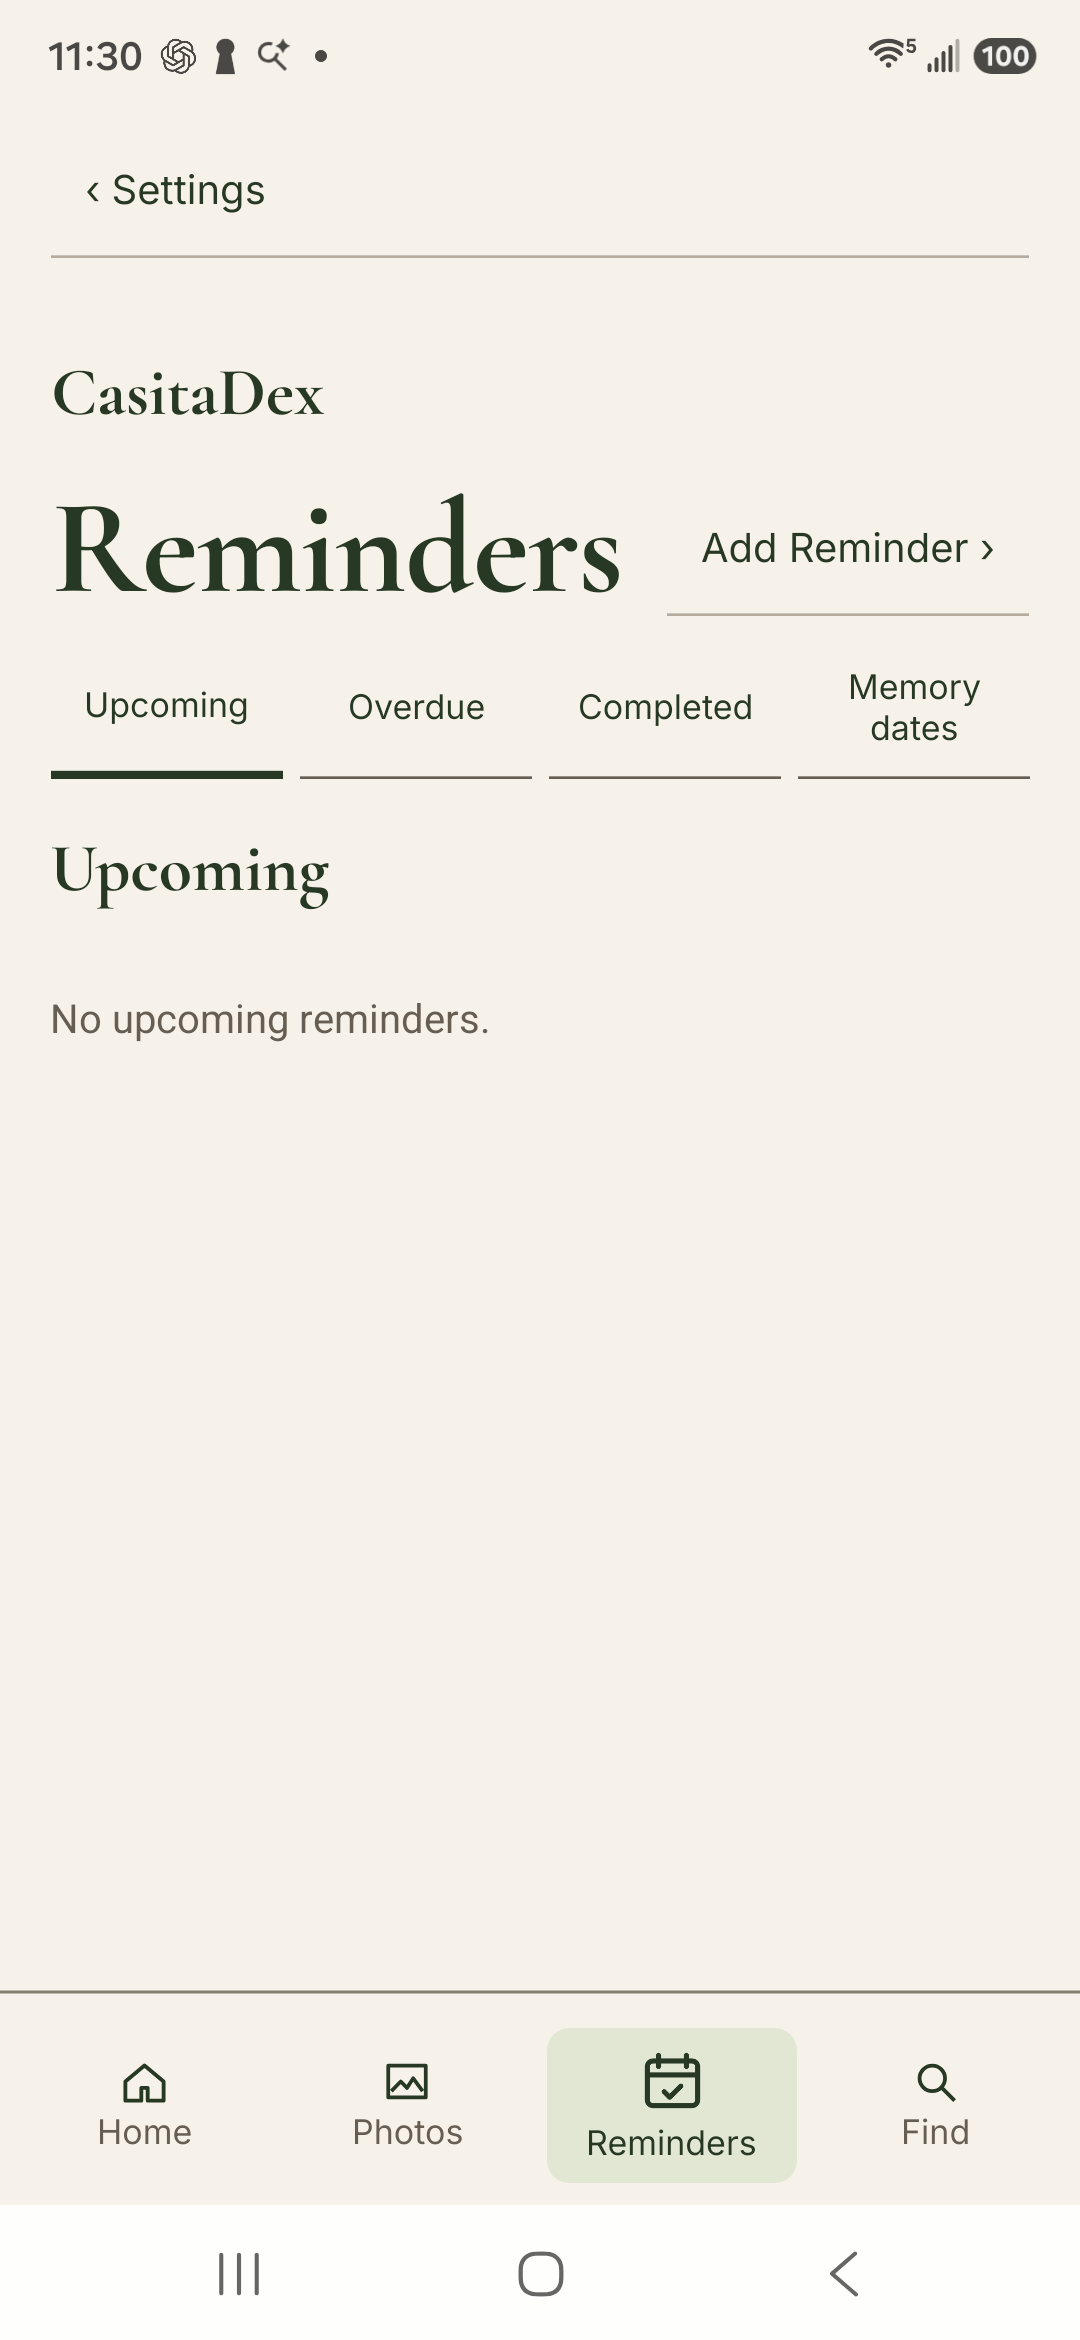 11:30
5
100
‹ Settings
CasitaDex
Reminders
Add Reminder ›
Upcoming
Overdue
Completed
Memory
dates
Upcoming
No upcoming reminders.
Home
Photos
Reminders
Find